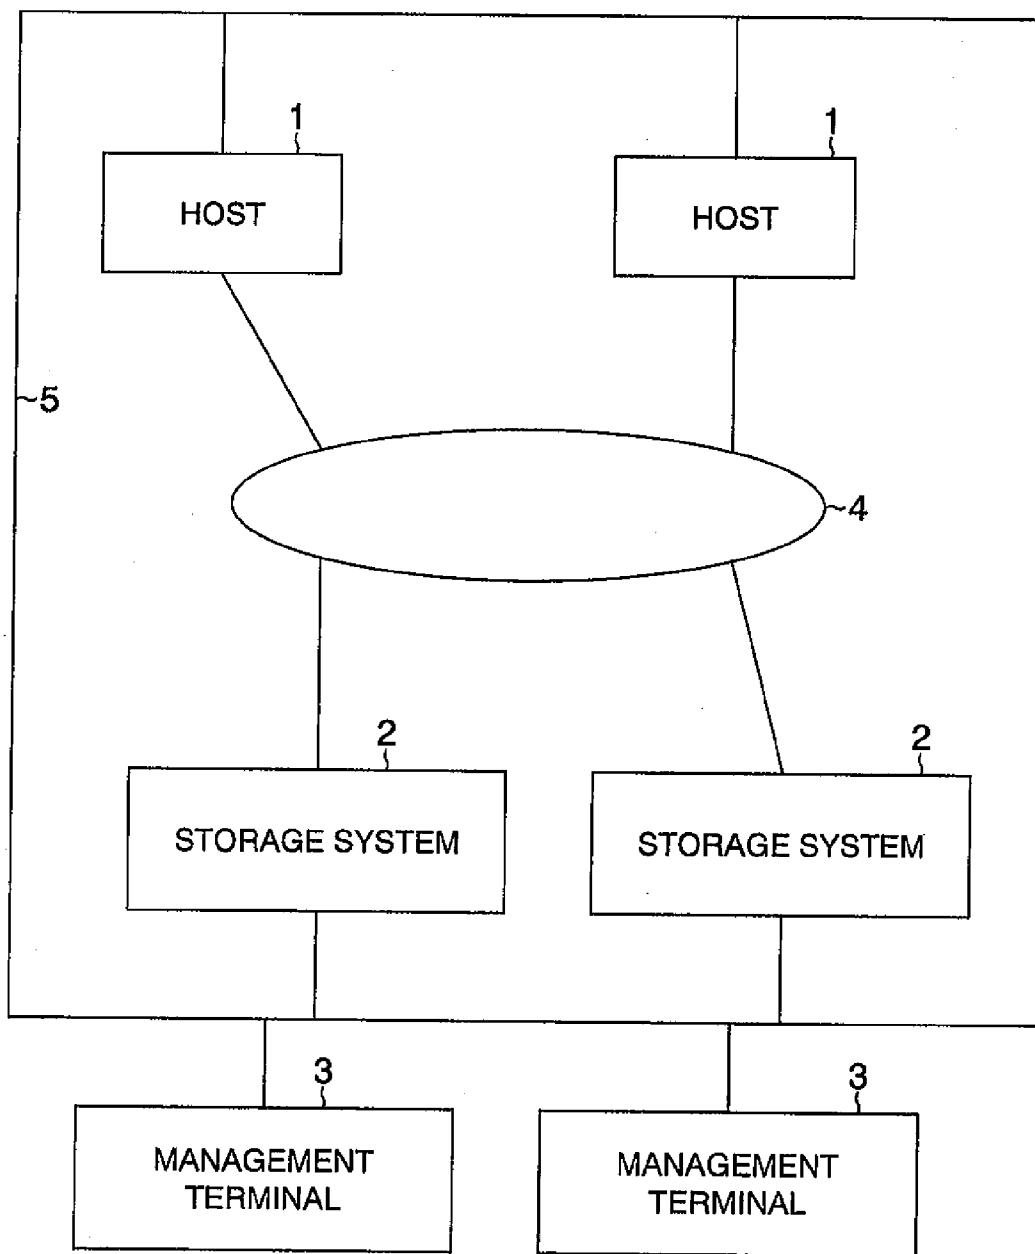 1
1
HOST
HOST
5
4
2
2
STORAGE SYSTEM
STORAGE SYSTEM
3
3
MANAGEMENT
TERMINAL
MANAGEMENT
TERMINAL